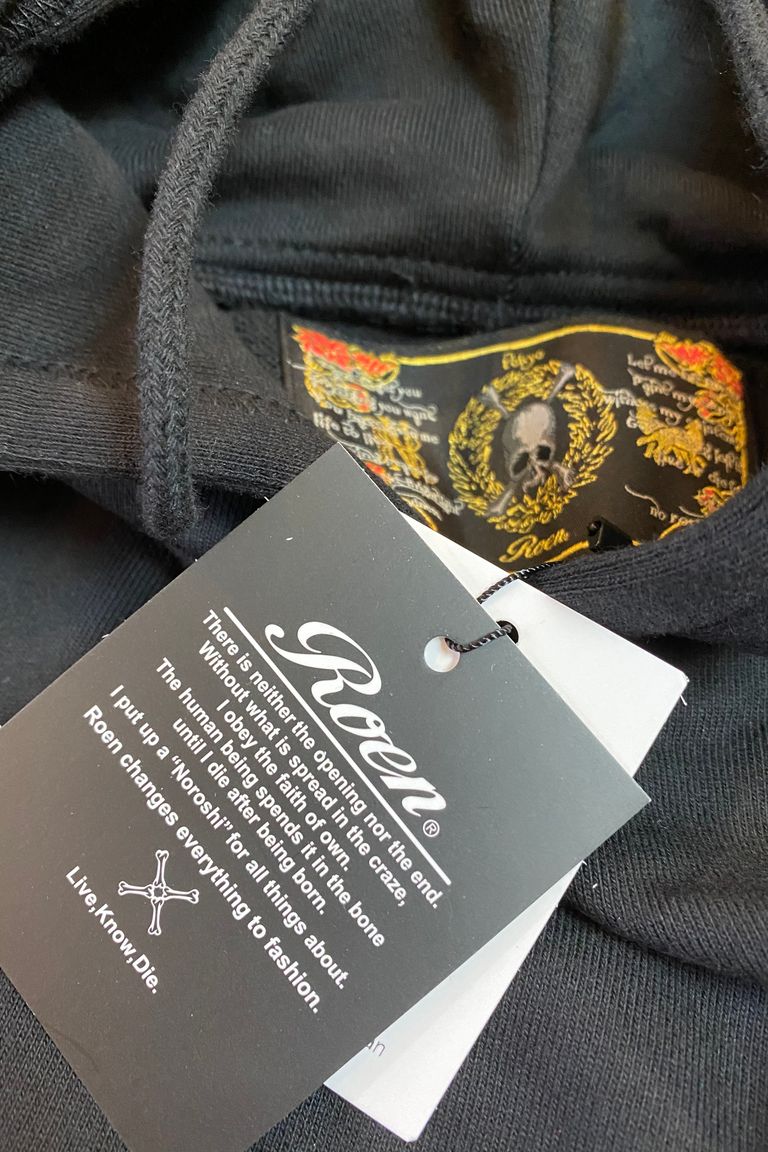 Tokyo
Roen
Roen®
There is neither the opening nor the end.
Without what is spread in the craze,
I obey the faith of own.
The human being spends it in the bone
until I die after being born.
I put up a "Noroshi" for all things about.
Roen changes everything to fashion.
Live,Know,Die.